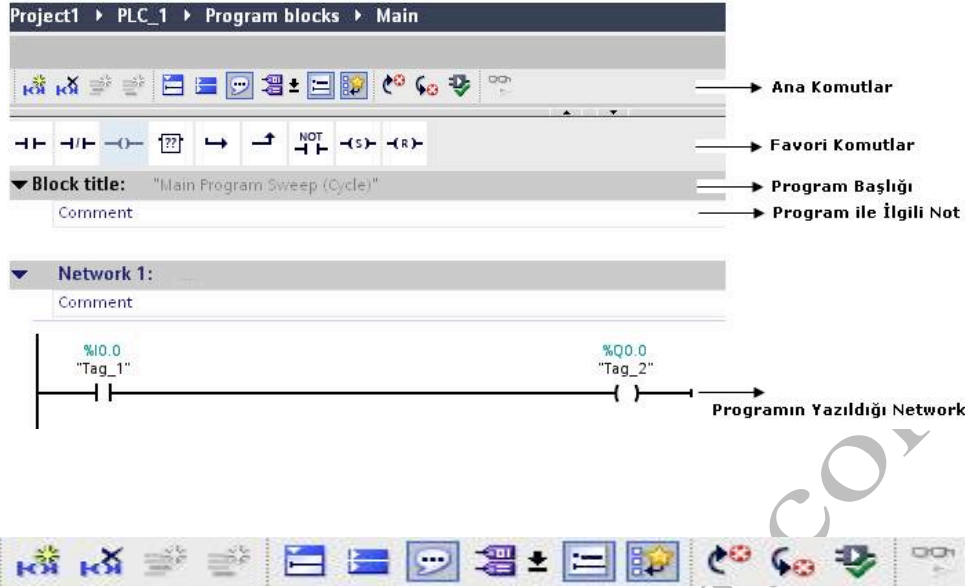 Project1 ▸ PLC_1 ▸ Program blocks ▸ Main
Ana Komutlar
NOT
Favori Komutlar
Block title: "Main Program Sweep (Cycle)"
Program Başlığı
Comment
Program ile İlgili Not
Network 1:
Comment
%I0.0
"Tag_1"
%Q0.0
"Tag_2"
Programın Yazıldığı Network